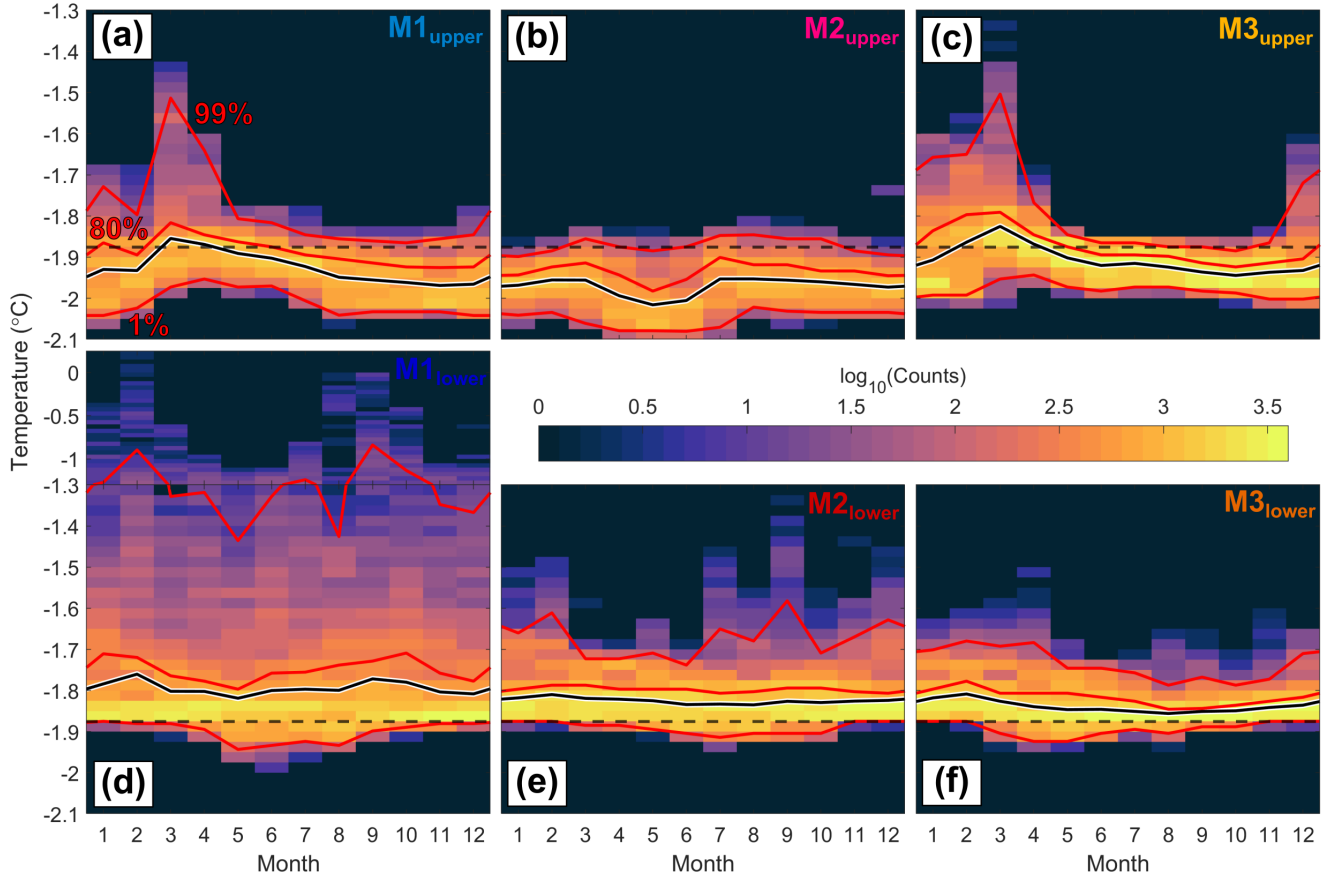 (a)
M1upper
(b)
M2upper
(c)
M3upper
-1.3
-1.4
-1.5
-1.6
-1.7
-1.8
-1.9
-2
-2.1
99%
80%
1%
Temperature (°C)
0
-0.5
-1
-1.3
-1.4
-1.5
-1.6
-1.7
-1.8
-1.9
-2
-2.1
M1lower
log10(Counts)
0 0.5 1 1.5 2 2.5 3 3.5
M2lower
M3lower
(d)
(e)
(f)
1 2 3 4 5 6 7 8 9 10 11 12
1 2 3 4 5 6 7 8 9 10 11 12
1 2 3 4 5 6 7 8 9 10 11 12
Month
Month
Month